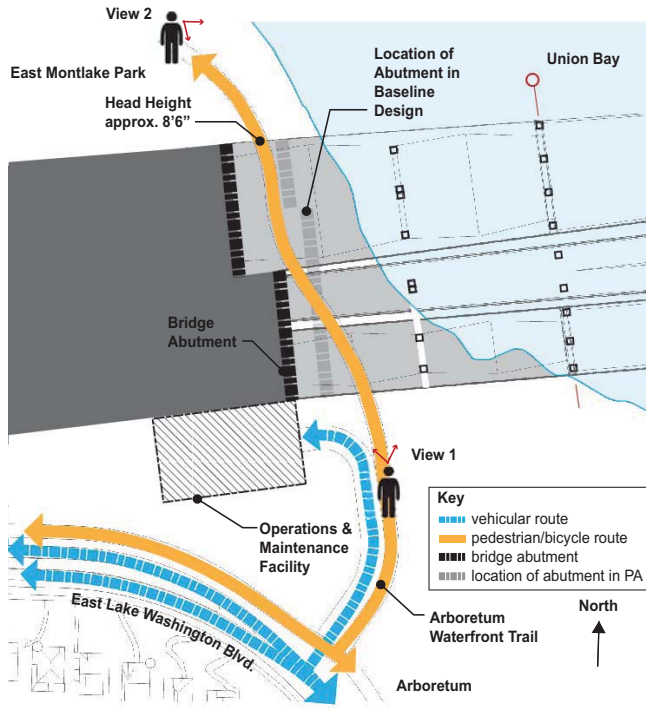 View 2
East Montlake Park
Head Height
approx. 8'6"
Location of
Abutment in
Baseline
Design
Union Bay
Bridge
Abutment
View 1
Operations &
Maintenance
Facility
Key
vehicular route
pedestrian/bicycle route
bridge abutment
location of abutment in PA
East Lake Washington Blvd.
Arboretum
Waterfront Trail
North
Arboretum